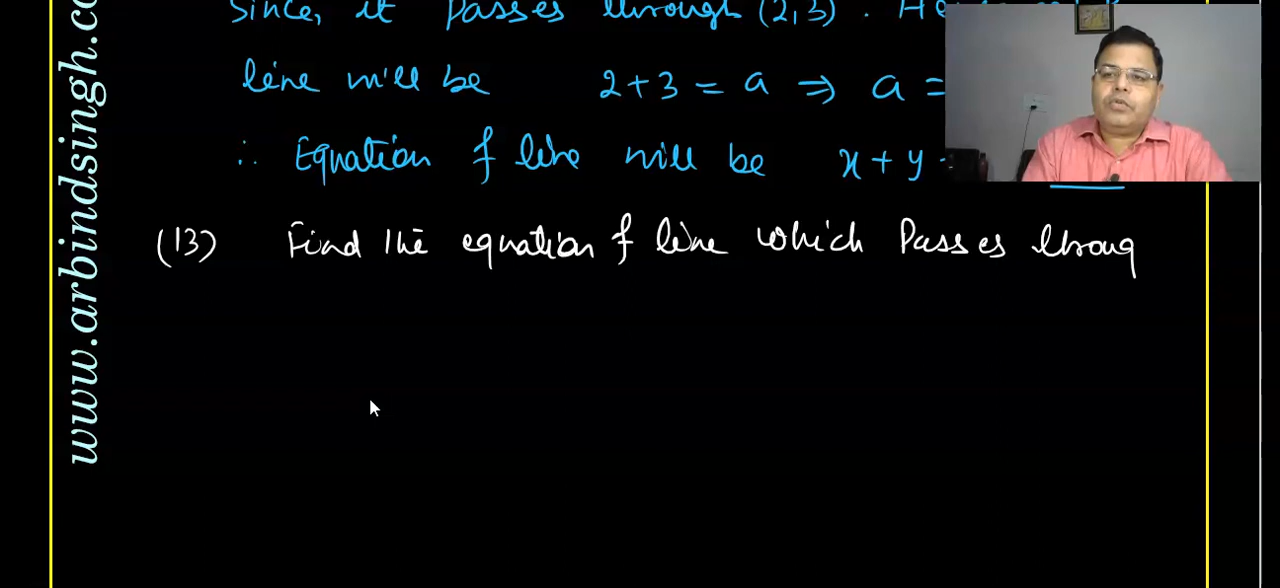 Since, it passes through (2,3).
line will be 2+3 = a ⇒ a =
∴ Equation of line will be x + y
(13) Find the equation of line which passes throug
www.arbindsingh.co